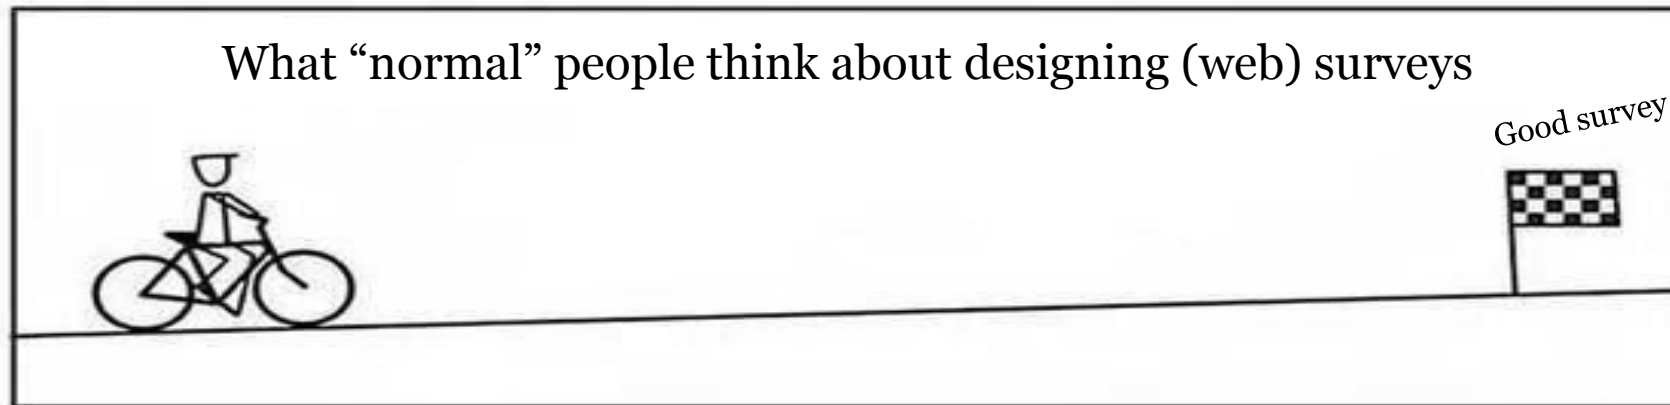 What “normal” people think about designing (web) surveys
Good survey